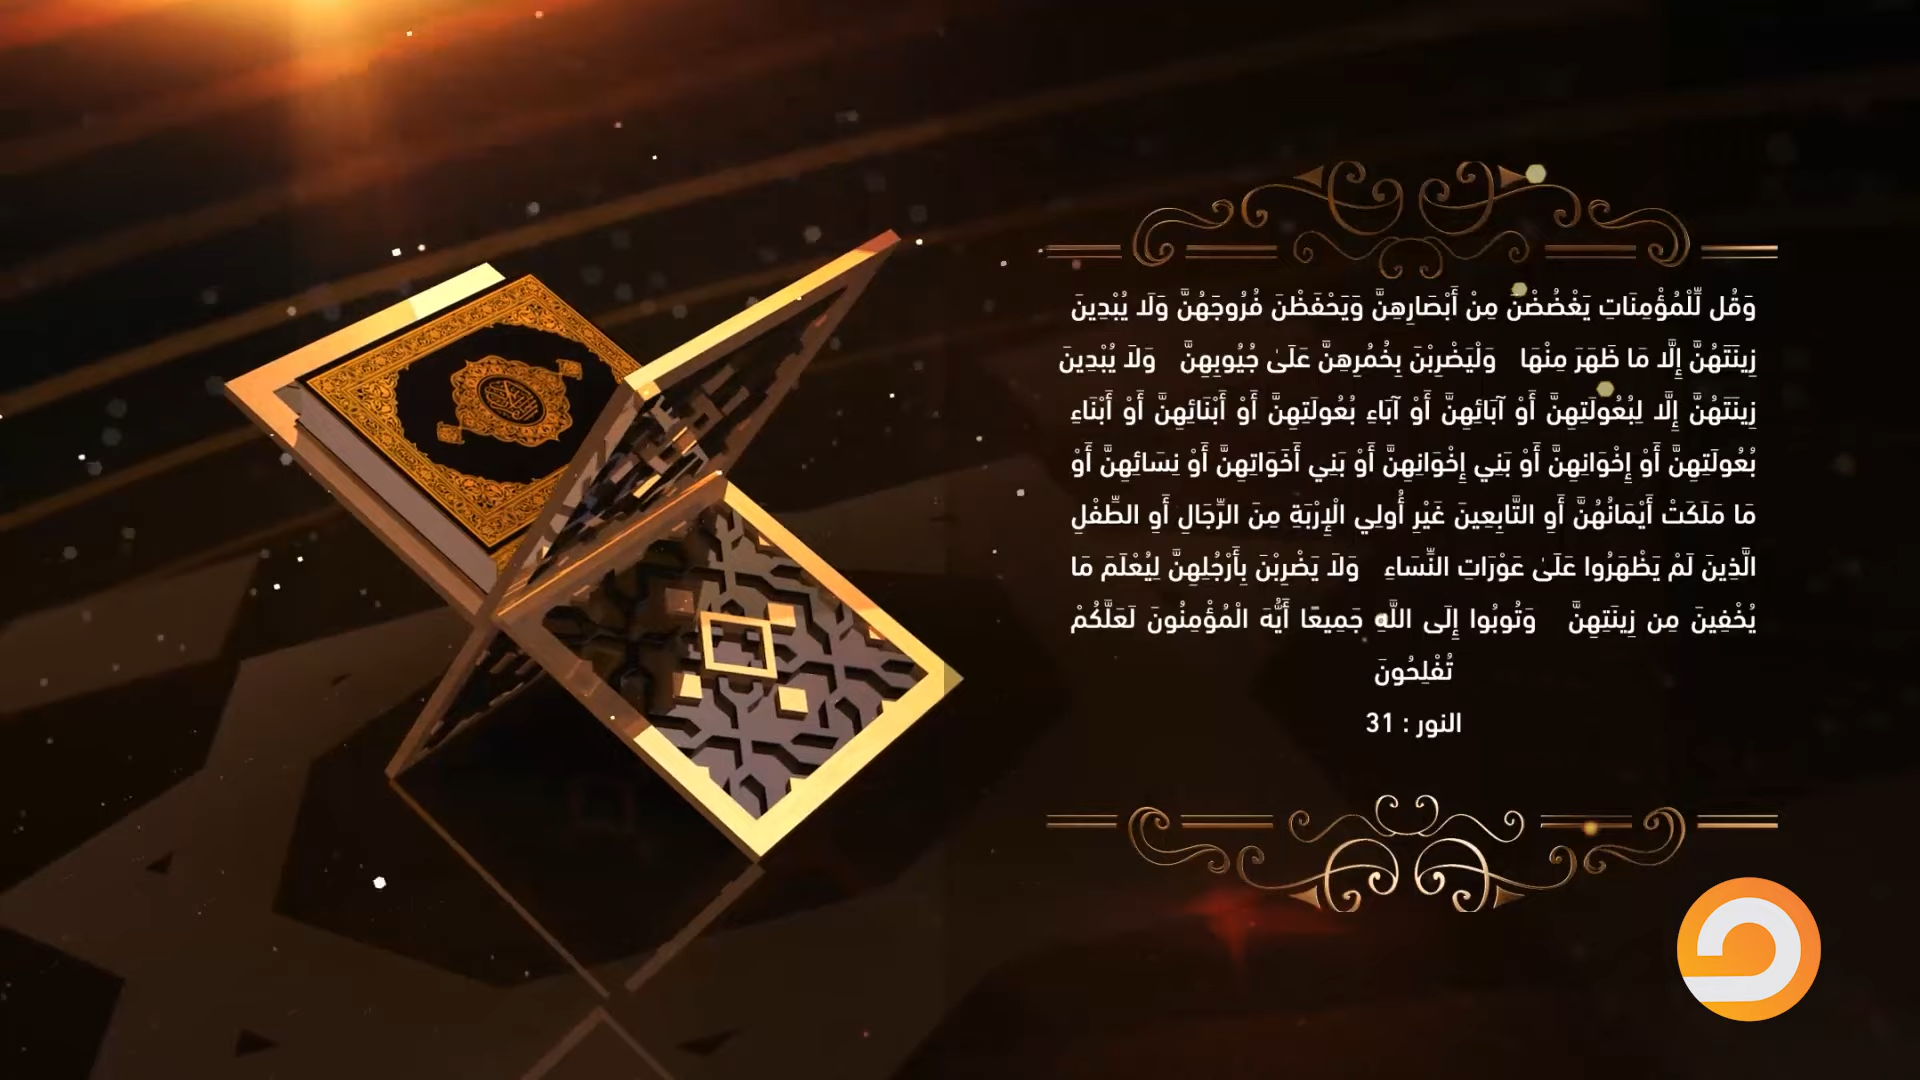 وَقُل لِّلْمُؤْمِنَاتِ يَغْضُضْنَ مِنْ أَبْصَارِهِنَّ وَيَحْفَظْنَ فُرُوجَهُنَّ وَلَا يُبْدِينَ
زِينَتَهُنَّ إِلَّا مَا ظَهَرَ مِنْهَا وَلْيَضْرِبْنَ بِخُمُرِهِنَّ عَلَىٰ جُيُوبِهِنَّ وَلَا يُبْدِينَ
زِينَتَهُنَّ إِلَّا لِبُعُولَتِهِنَّ أَوْ آبَائِهِنَّ أَوْ آبَاءِ بُعُولَتِهِنَّ أَوْ أَبْنَائِهِنَّ أَوْ أَبْنَاءِ
بُعُولَتِهِنَّ أَوْ إِخْوَانِهِنَّ أَوْ بَنِي إِخْوَانِهِنَّ أَوْ بَنِي أَخَوَاتِهِنَّ أَوْ نِسَائِهِنَّ أَوْ
مَا مَلَكَتْ أَيْمَانُهُنَّ أَوِ التَّابِعِينَ غَيْرِ أُولِي الْإِرْبَةِ مِنَ الرِّجَالِ أَوِ الطِّفْلِ
الَّذِينَ لَمْ يَظْهَرُوا عَلَىٰ عَوْرَاتِ النِّسَاءِ وَلَا يَضْرِبْنَ بِأَرْجُلِهِنَّ لِيُعْلَمَ مَا
يُخْفِينَ مِن زِينَتِهِنَّ وَتُوبُوا إِلَى اللَّهِ جَمِيعًا أَيُّهَ الْمُؤْمِنُونَ لَعَلَّكُمْ
تُفْلِحُونَ
النور : 31